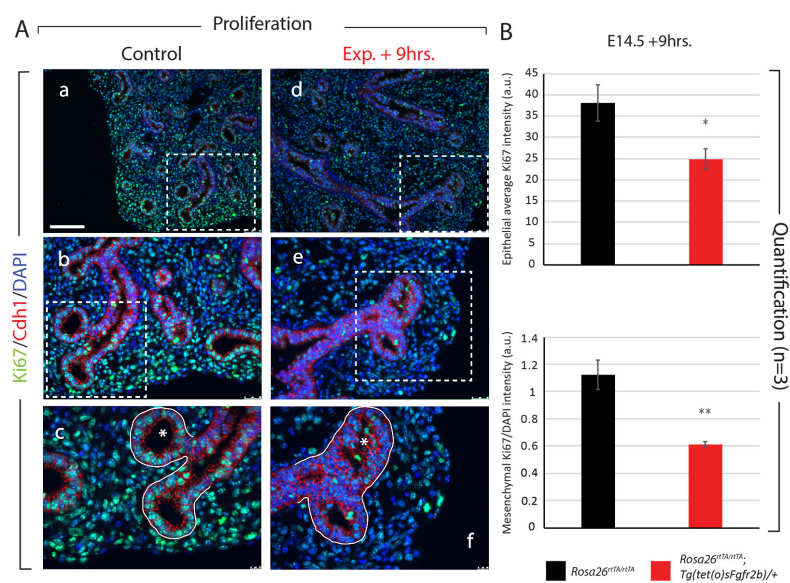 A
Proliferation
Control
Exp. + 9hrs.
Ki67/Cdh1/DAPI
a
d
b
e
c
*
*
f
B
E14.5 +9hrs.
Epithelial average Ki67 intensity (a.u.)
45
40
35
30
25
20
15
10
5
0
*
Mesenchymal Ki67/DAPI intensity (a.u.)
1.4
1.2
1
0.8
0.6
0.4
0.2
0
**
Quantification (n=3)
Rosa26rtTA/rtTA
Rosa26rtTA/rtTA;
Tg(tet(o)sFgfr2b)/+